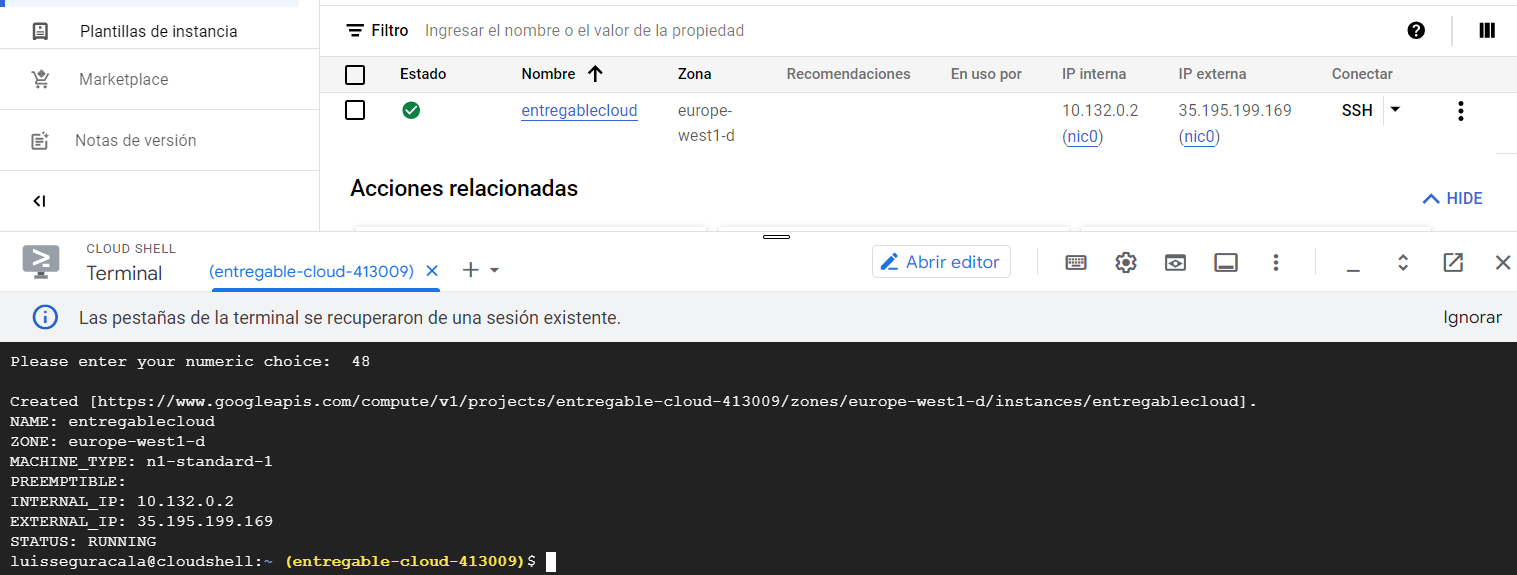 Plantillas de instancia
Marketplace
Notas de versión
Filtro Ingresar el nombre o el valor de la propiedad
Estado Nombre Zona Recomendaciones En uso por IP interna IP externa Conectar
entregablecloud europe-west1-d 10.132.0.2 (nic0) 35.195.199.169 (nic0) SSH
Acciones relacionadas
HIDE
CLOUD SHELL
Terminal (entregable-cloud-413009) Abrir editor
Las pestañas de la terminal se recuperaron de una sesión existente. Ignorar
Please enter your numeric choice:  48
Created [https://www.googleapis.com/compute/v1/projects/entregable-cloud-413009/zones/europe-west1-d/instances/entregablecloud].
NAME: entregablecloud
ZONE: europe-west1-d
MACHINE_TYPE: n1-standard-1
PREEMPTIBLE:
INTERNAL_IP: 10.132.0.2
EXTERNAL_IP: 35.195.199.169
STATUS: RUNNING
luisseguracala@cloudshell:~ (entregable-cloud-413009)$